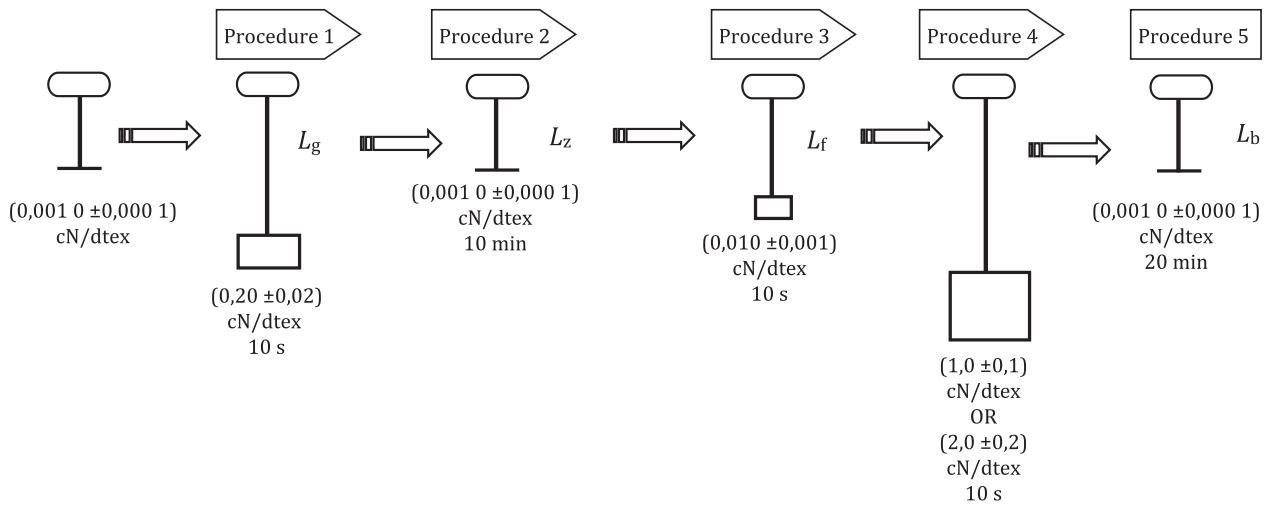 Procedure 1
Procedure 2
Procedure 3
Procedure 4
Procedure 5
(0,001 0 ±0,000 1)
cN/dtex
Lg
(0,20 ±0,02)
cN/dtex
10 s
Lz
(0,001 0 ±0,000 1)
cN/dtex
10 min
Lf
(0,010 ±0,001)
cN/dtex
10 s
(1,0 ±0,1)
cN/dtex
OR
(2,0 ±0,2)
cN/dtex
10 s
Lb
(0,001 0 ±0,000 1)
cN/dtex
20 min